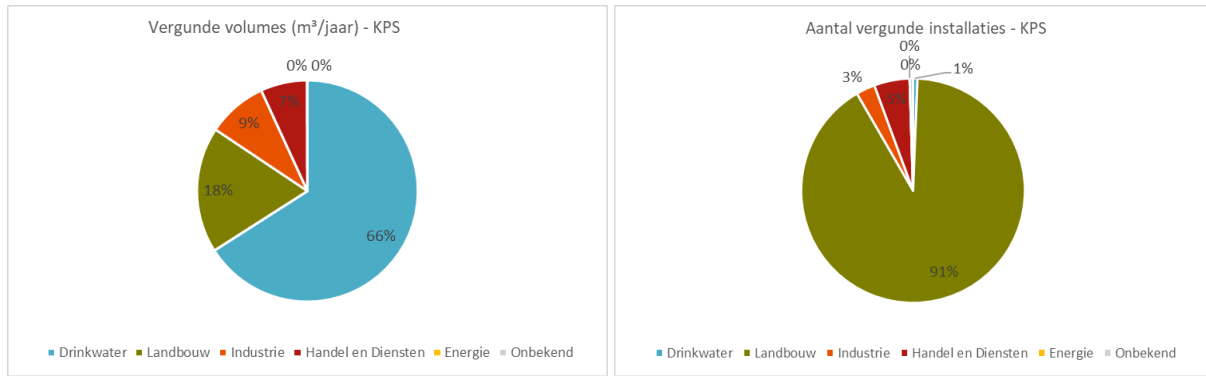 Vergunde volumes (m³/jaar) - KPS
0% 0%
7%
9%
18%
66%
Drinkwater Landbouw Industrie Handel en Diensten Energie Onbekend
Aantal vergunde installaties - KPS
0%
0%
1%
3%
5%
91%
Drinkwater Landbouw Industrie Handel en Diensten Energie Onbekend